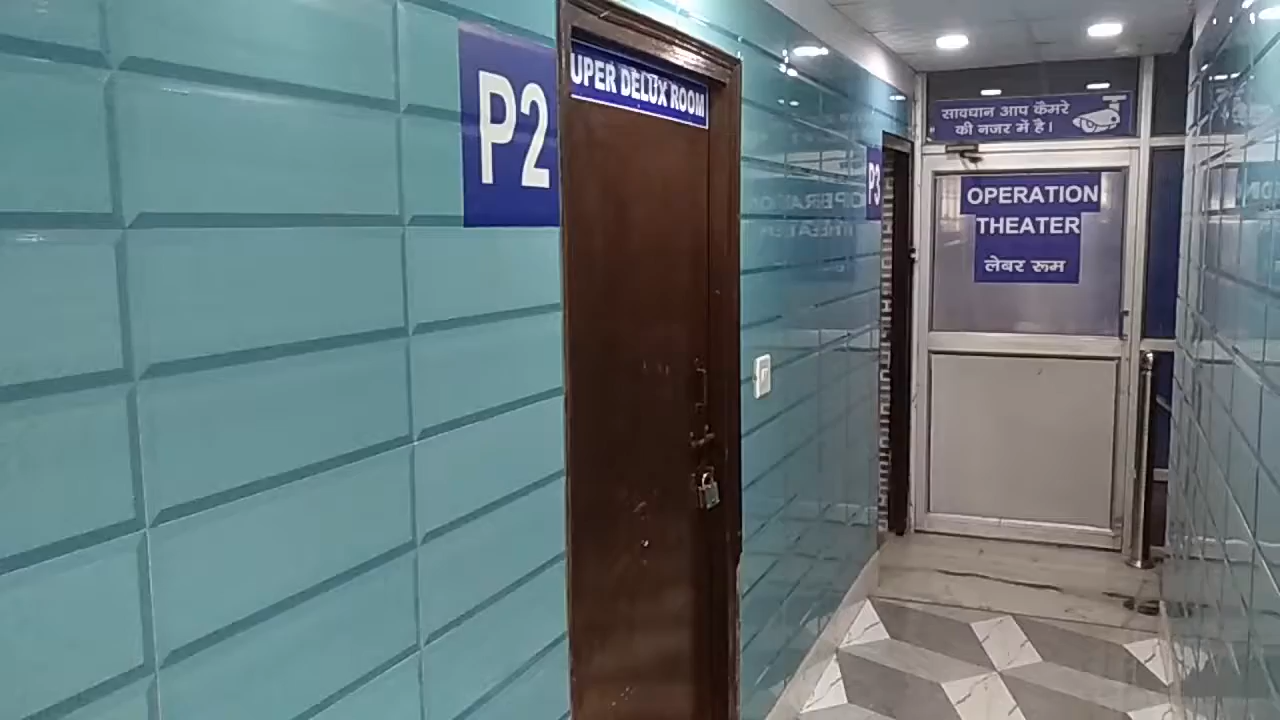 P2
UPER DELUX ROOM
P3
सावधान आप कैमरे
की नजर में है।
OPERATION
THEATER
लेबर रूम